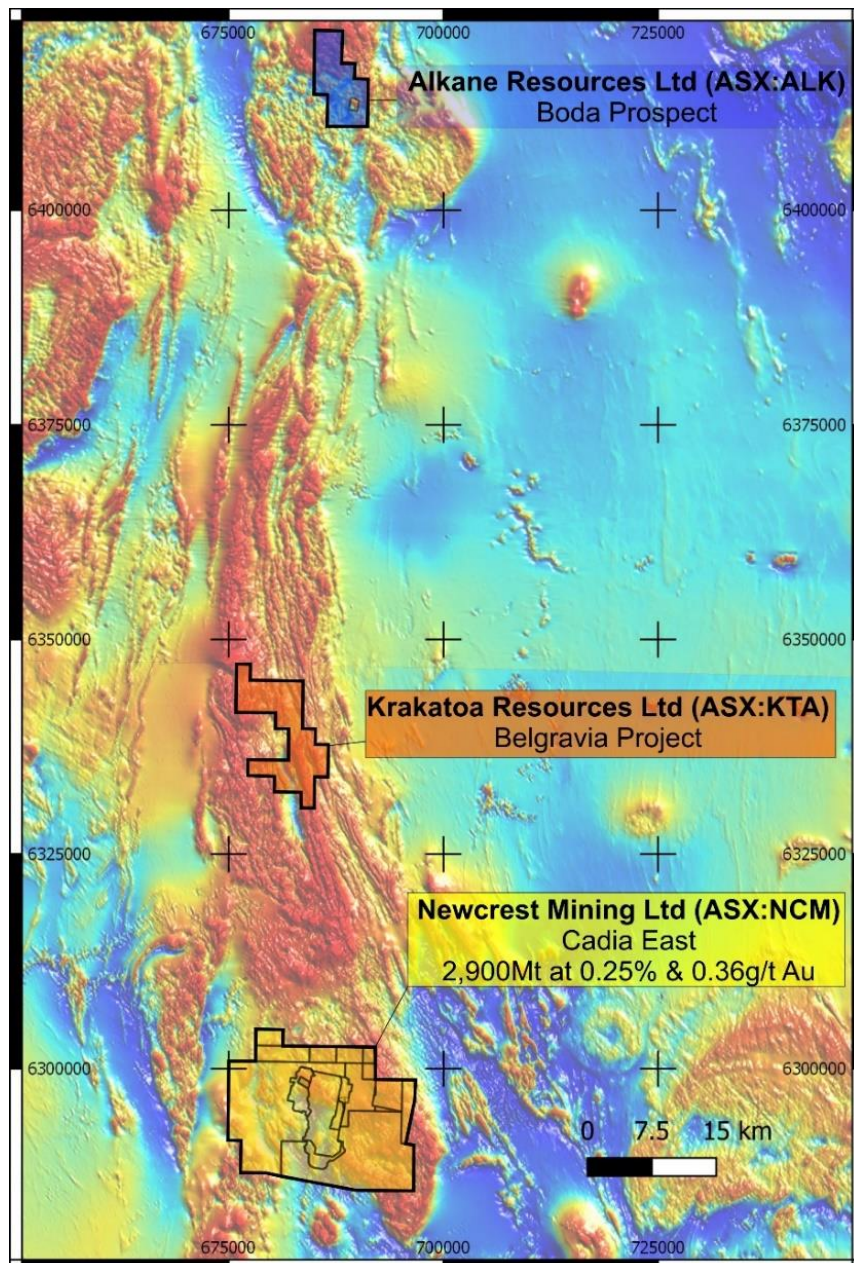 675000 700000 725000
Alkane Resources Ltd (ASX:ALK)
Boda Prospect
6400000 6400000
6375000 6375000
6350000 6350000
Krakatoa Resources Ltd (ASX:KTA)
Belgravia Project
6325000 6325000
Newcrest Mining Ltd (ASX:NCM)
Cadia East
2,900Mt at 0.25% & 0.36g/t Au
6300000 6300000
0 7.5 15 km
675000 700000 725000